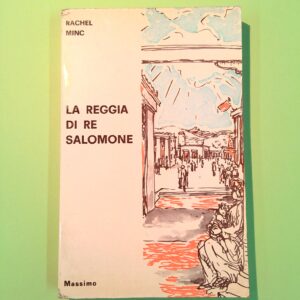 RACHEL
MINC
LA REGGIA
DI RE
SALOMONE
Massimo